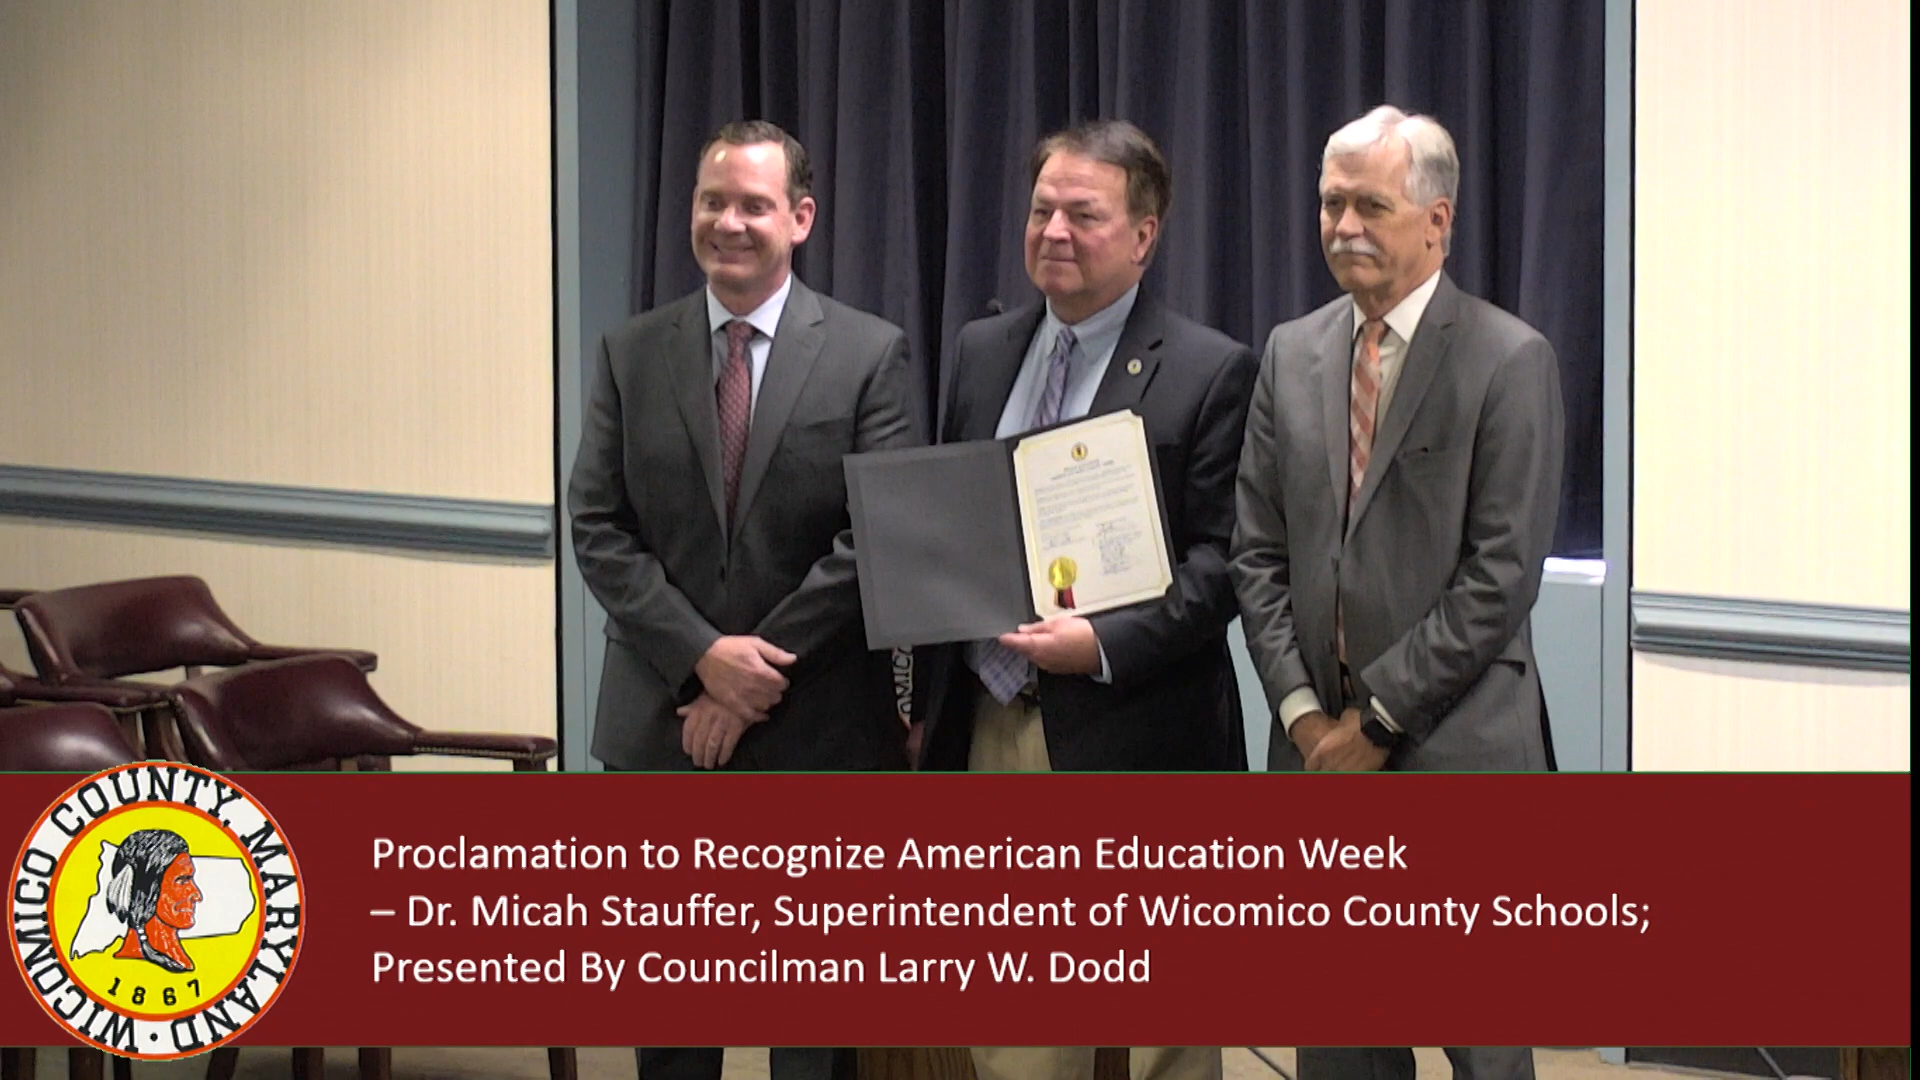 Proclamation to Recognize American Education Week
– Dr. Micah Stauffer, Superintendent of Wicomico County Schools;
Presented By Councilman Larry W. Dodd
WICOMICO COUNTY, MARYLAND
1867